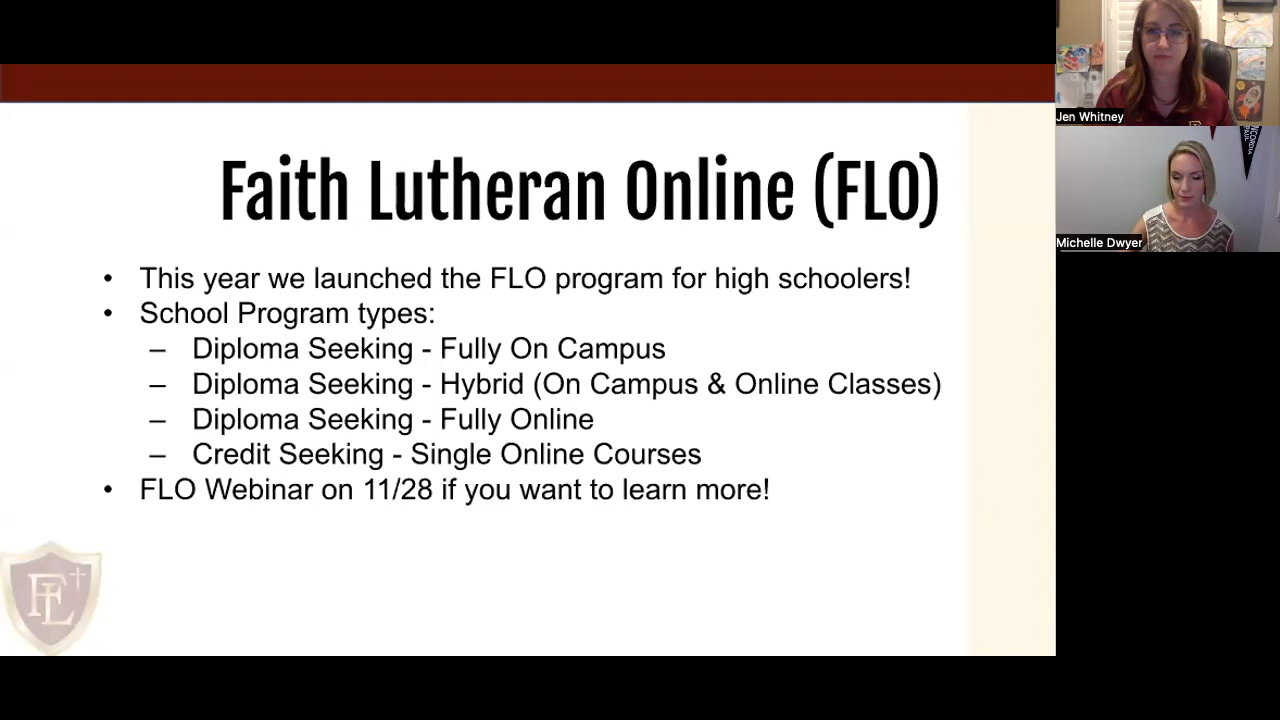 Faith Lutheran Online (FLO)
• This year we launched the FLO program for high schoolers!
• School Program types:
– Diploma Seeking - Fully On Campus
– Diploma Seeking - Hybrid (On Campus & Online Classes)
– Diploma Seeking - Fully Online
– Credit Seeking - Single Online Courses
• FLO Webinar on 11/28 if you want to learn more!
FL
Jen Whitney
Michelle Dwyer